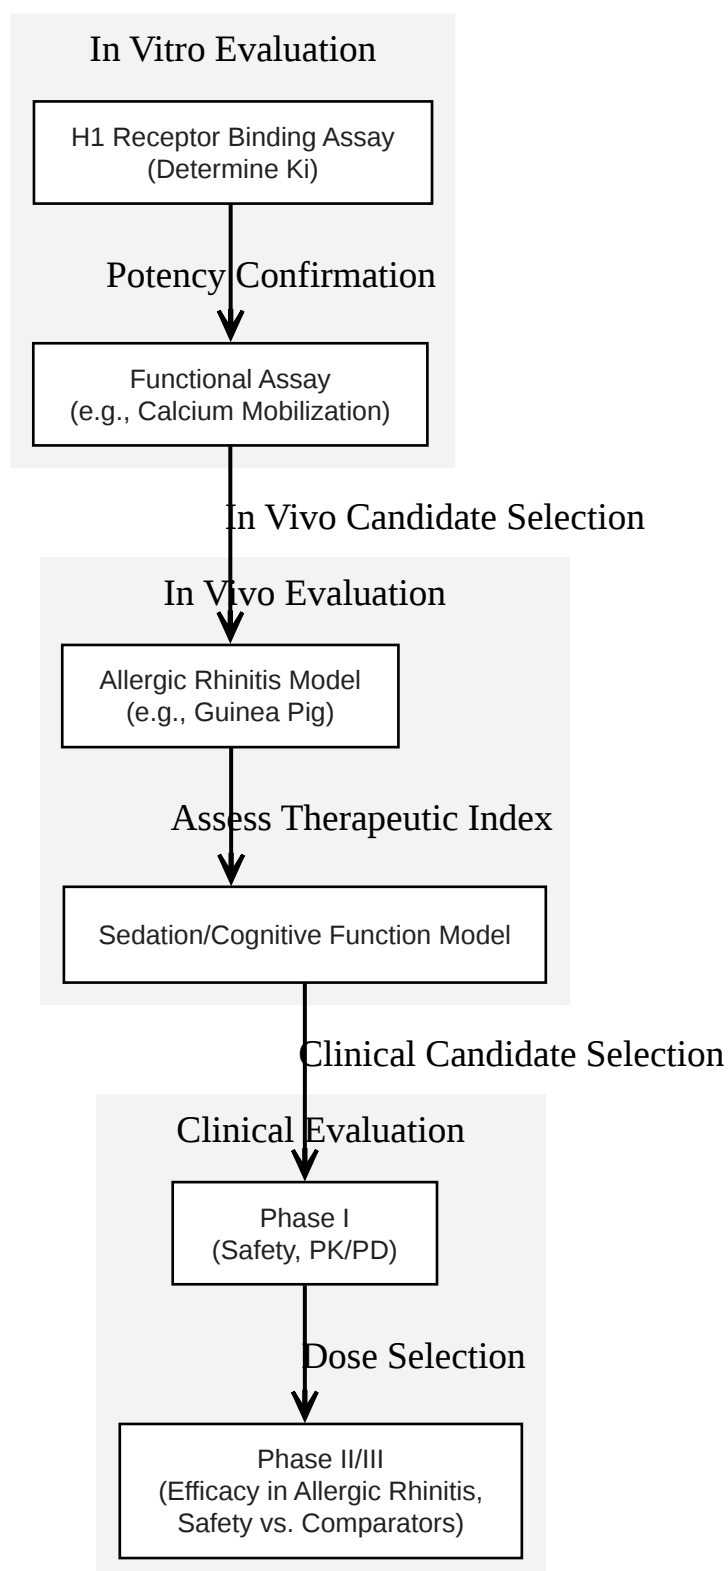 In Vitro Evaluation
H1 Receptor Binding Assay
(Determine Ki)
Potency Confirmation
Functional Assay
(e.g., Calcium Mobilization)
In Vivo Candidate Selection
In Vivo Evaluation
Allergic Rhinitis Model
(e.g., Guinea Pig)
Assess Therapeutic Index
Sedation/Cognitive Function Model
Clinical Candidate Selection
Clinical Evaluation
Phase I
(Safety, PK/PD)
Dose Selection
Phase II/III
(Efficacy in Allergic Rhinitis,
Safety vs. Comparators)